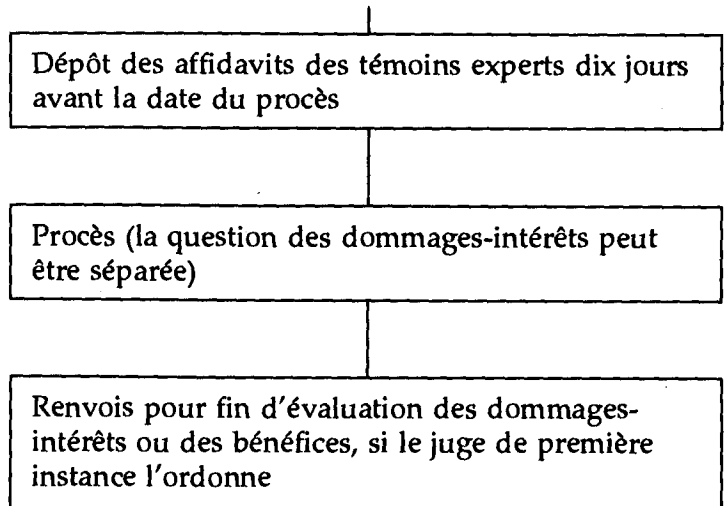 Dépôt des affidavits des témoins experts dix jours
avant la date du procès
Procès (la question des dommages-intérêts peut
être séparée)
Renvois pour fin d'évaluation des dommages-
intérêts ou des bénéfices, si le juge de première
instance l'ordonne